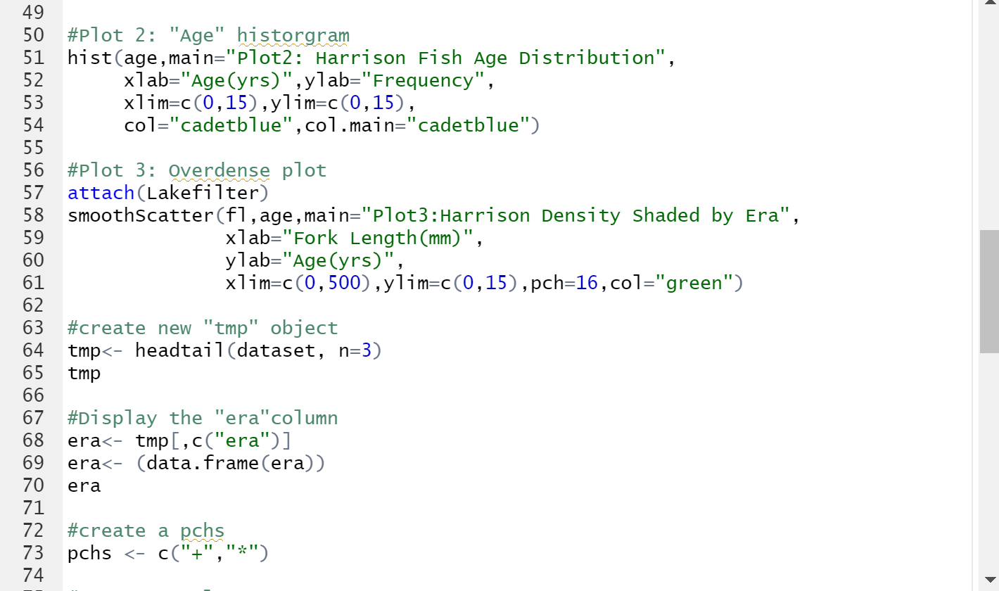 49
50 #Plot 2: "Age" historgram
51 hist(age,main="Plot2: Harrison Fish Age Distribution",
52 xlab="Age(yrs)",ylab="Frequency",
53 xlim=c(0,15),ylim=c(0,15),
54 col="cadetblue",col.main="cadetblue")
55
56 #Plot 3: Overdense plot
57 attach(Lakefilter)
58 smoothScatter(fl,age,main="Plot3:Harrison Density Shaded by Era",
59 xlab="Fork Length(mm)",
60 ylab="Age(yrs)",
61 xlim=c(0,500),ylim=c(0,15),pch=16,col="green")
62
63 #create new "tmp" object
64 tmp<- headtail(dataset, n=3)
65 tmp
66
67 #Display the "era"column
68 era<- tmp[,c("era")]
69 era<- (data.frame(era))
70 era
71
72 #create a pchs
73 pchs <- c("+","*")
74